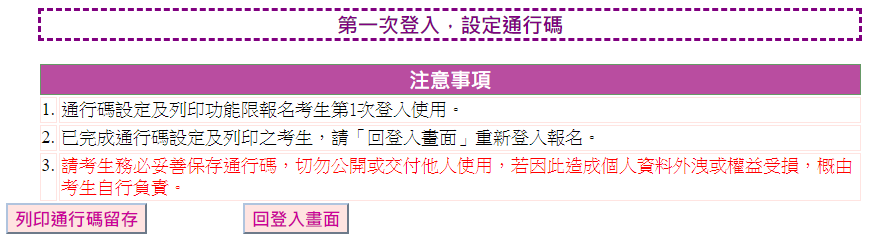 第一次登入．設定通行碼
注意事項
1. 通行碼設定及列印功能限報名考生第1次登入使用。
2. 已完成通行碼設定及列印之考生，請「回登入畫面」重新登入報名。
3. 請考生務必妥善保存通行碼，切勿公開或交付他人使用，若因此造成個人資料外洩或權益受損，概由
考生自行負責。
列印通行碼留存 回登入畫面